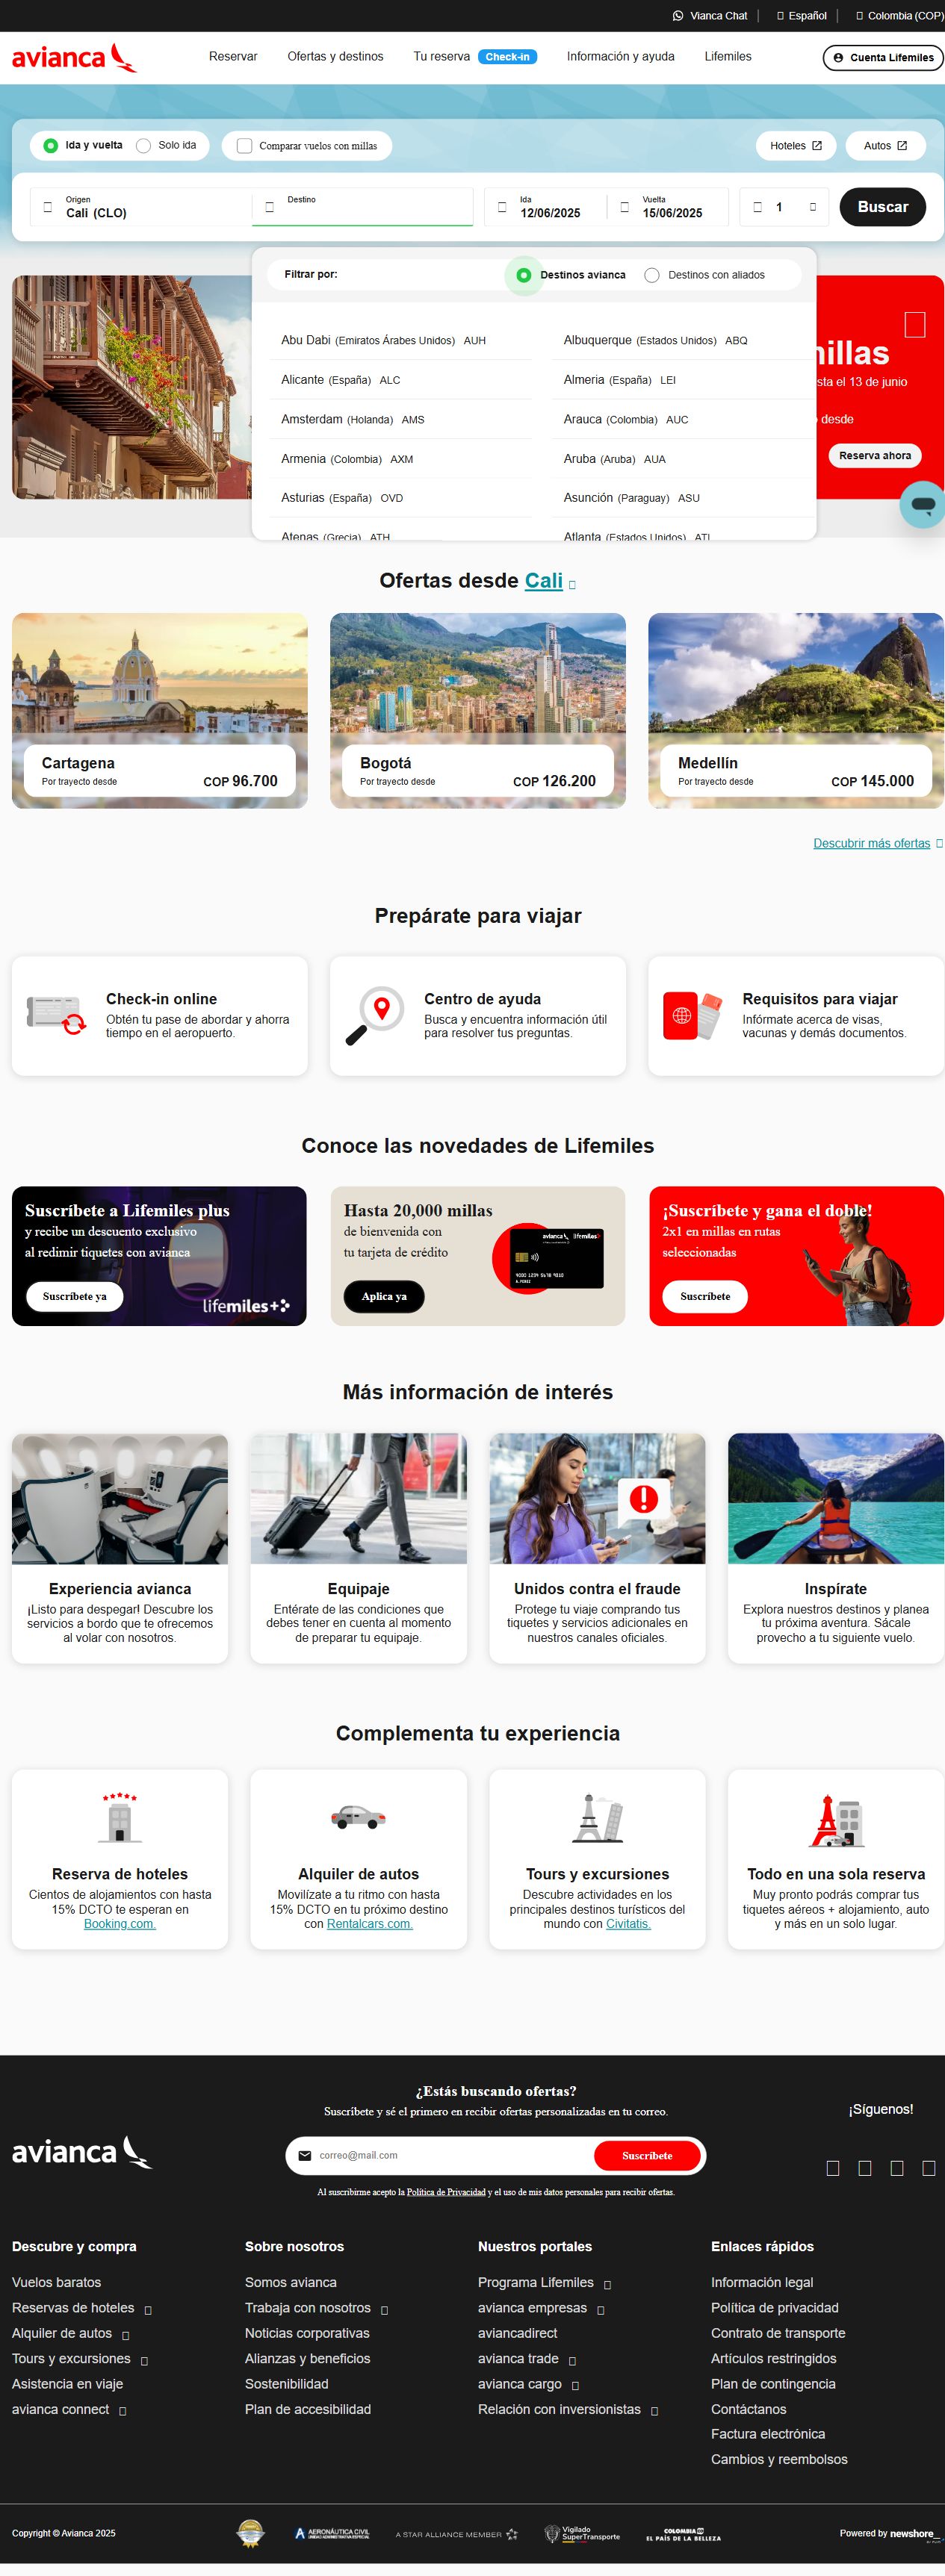 Vianca Chat
Español
Colombia (COP)
avianca
Reservar
Ofertas y destinos
Tu reserva
Check-in
Información y ayuda
Lifemiles
Cuenta Lifemiles
Ida y vuelta
Solo ida
Comparar vuelos con millas
Hoteles
Autos
Origen
Cali (CLO)
Destino
Ida
12/06/2025
Vuelta
15/06/2025
1
Buscar
Filtrar por:
Destinos avianca
Destinos con aliados
Abu Dabi (Emiratos Árabes Unidos) AUH
Albuquerque (Estados Unidos) ABQ
Alicante (España) ALC
Almeria (España) LEI
Amsterdam (Holanda) AMS
Arauca (Colombia) AUC
Armenia (Colombia) AXM
Aruba (Aruba) AUA
Asturias (España) OVD
Asunción (Paraguay) ASU
Atenas (Grecia) ATH
Atlanta (Estados Unidos) ATL
millas
sta el 13 de junio
desde
Reserva ahora
Ofertas desde Cali
Cartagena
Por trayecto desde
COP 96.700
Bogotá
Por trayecto desde
COP 126.200
Medellín
Por trayecto desde
COP 145.000
Descubrir más ofertas
Prepárate para viajar
Check-in online
Obtén tu pase de abordar y ahorra
tiempo en el aeropuerto.
Centro de ayuda
Busca y encuentra información útil
para resolver tus preguntas.
Requisitos para viajar
Infórmate acerca de visas,
vacunas y demás documentos.
Conoce las novedades de Lifemiles
Suscríbete a Lifemiles plus
y recibe un descuento exclusivo
al redimir tiquetes con avianca
Suscríbete ya
lifemiles+
Hasta 20,000 millas
de bienvenida con
tu tarjeta de crédito
Aplica ya
avianca
lifemiles
¡Suscríbete y gana el doble!
2x1 en millas en rutas
seleccionadas
Suscríbete
Más información de interés
Experiencia avianca
¡Listo para despegar! Descubre los
servicios a bordo que te ofrecemos
al volar con nosotros.
Equipaje
Entérate de las condiciones que
debes tener en cuenta al momento
de preparar tu equipaje.
Unidos contra el fraude
Protege tu viaje comprando tus
tiquetes y servicios adicionales en
nuestros canales oficiales.
Inspírate
Explora nuestros destinos y planea
tu próxima aventura. Sácale
provecho a tu siguiente vuelo.
Complementa tu experiencia
Reserva de hoteles
Cientos de alojamientos con hasta
15% DCTO te esperan en
Booking.com.
Alquiler de autos
Movilízate a tu ritmo con hasta
15% DCTO en tu próximo destino
con Rentalcars.com.
Tours y excursiones
Descubre actividades en los
principales destinos turísticos del
mundo con Civitatis.
Todo en una sola reserva
Muy pronto podrás comprar tus
tiquetes aéreos + alojamiento, auto
y más en un solo lugar.
avianca
¿Estás buscando ofertas?
Suscríbete y sé el primero en recibir ofertas personalizadas en tu correo.
correo@mail.com
Suscríbete
Al suscribirme acepto la Política de Privacidad y el uso de mis datos personales para recibir ofertas.
¡Síguenos!
Descubre y compra
Vuelos baratos
Reservas de hoteles
Alquiler de autos
Tours y excursiones
Asistencia en viaje
avianca connect
Sobre nosotros
Somos avianca
Trabaja con nosotros
Noticias corporativas
Alianzas y beneficios
Sostenibilidad
Plan de accesibilidad
Nuestros portales
Programa Lifemiles
avianca empresas
aviancadirect
avianca trade
avianca cargo
Relación con inversionistas
Enlaces rápidos
Información legal
Política de privacidad
Contrato de transporte
Artículos restringidos
Plan de contingencia
Contáctanos
Factura electrónica
Cambios y reembolsos
Copyright © Avianca 2025
AERONÁUTICA CIVIL
UNIDAD ADMINISTRATIVA ESPECIAL
A STAR ALLIANCE MEMBER
Vigilado
SuperTransporte
COLOMBIA
EL PAÍS DE LA BELLEZA
Powered by newshore_